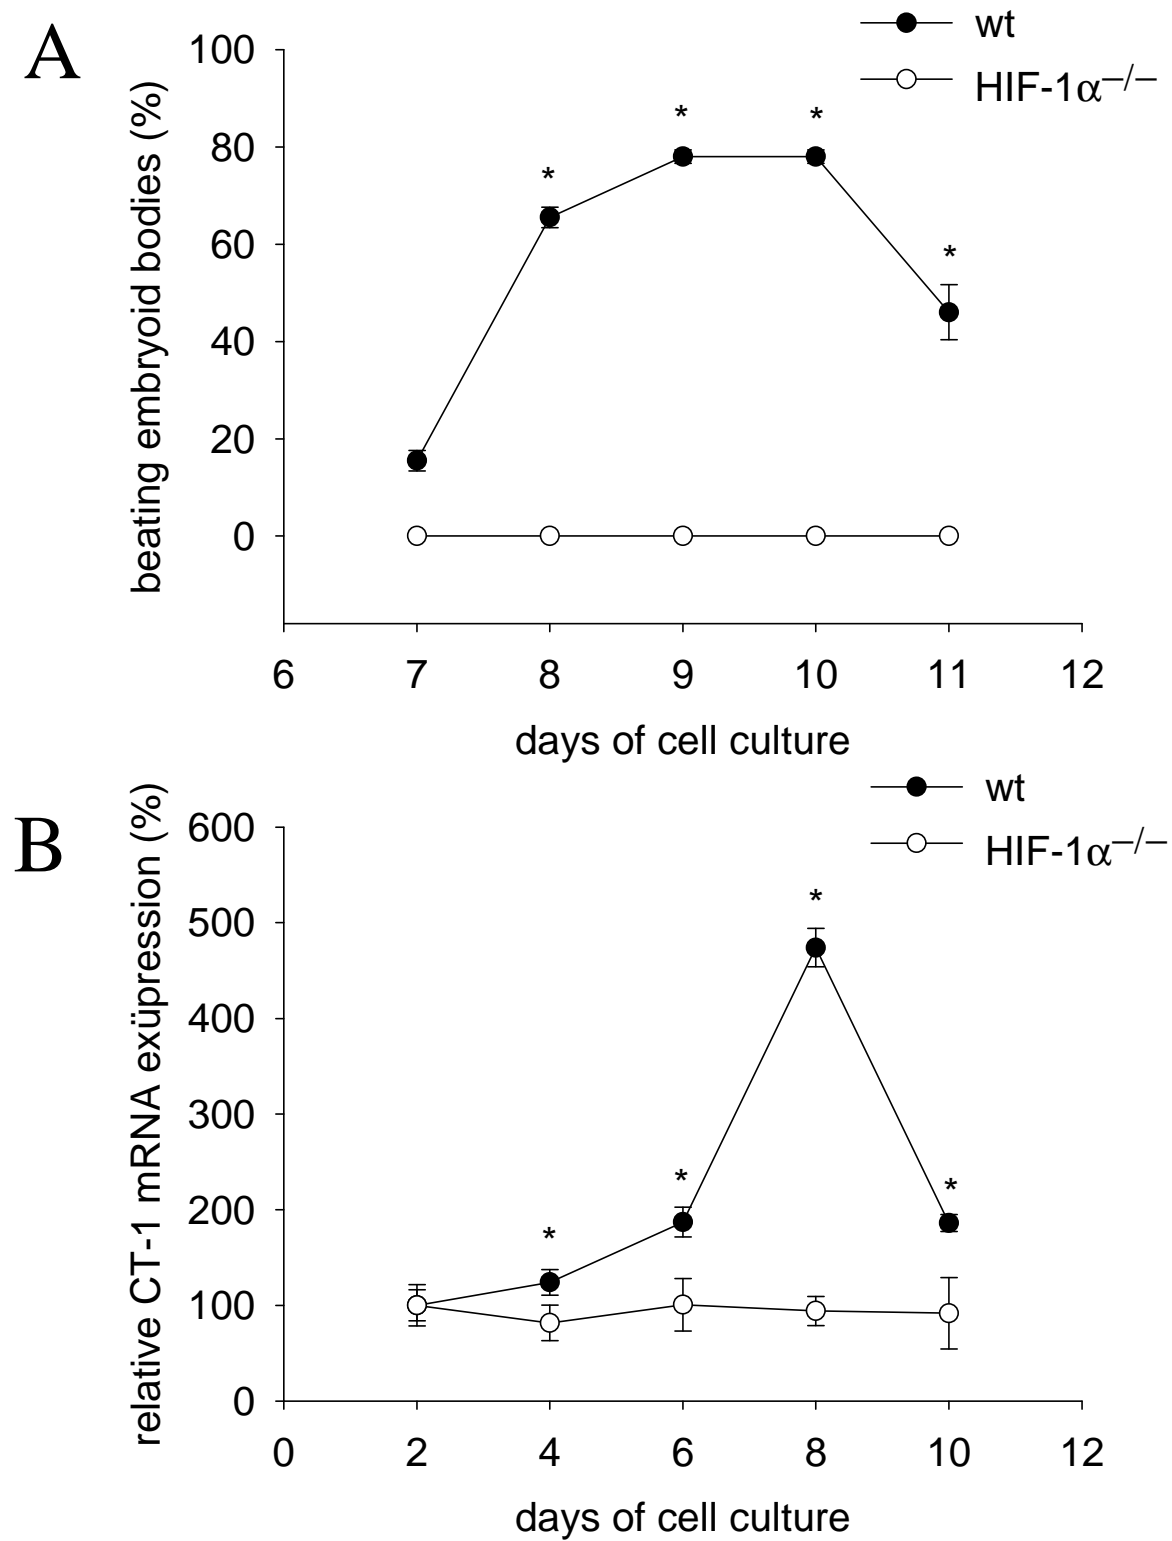 A
wt
HIF-1α–/–
beating embryoid bodies (%)
100
80
60
40
20
0
* * * *
6 7 8 9 10 11 12
days of cell culture
B
wt
HIF-1α–/–
relative CT-1 mRNA exüpression (%)
600
500
400
300
200
100
0
* * * *
0 2 4 6 8 10 12
days of cell culture